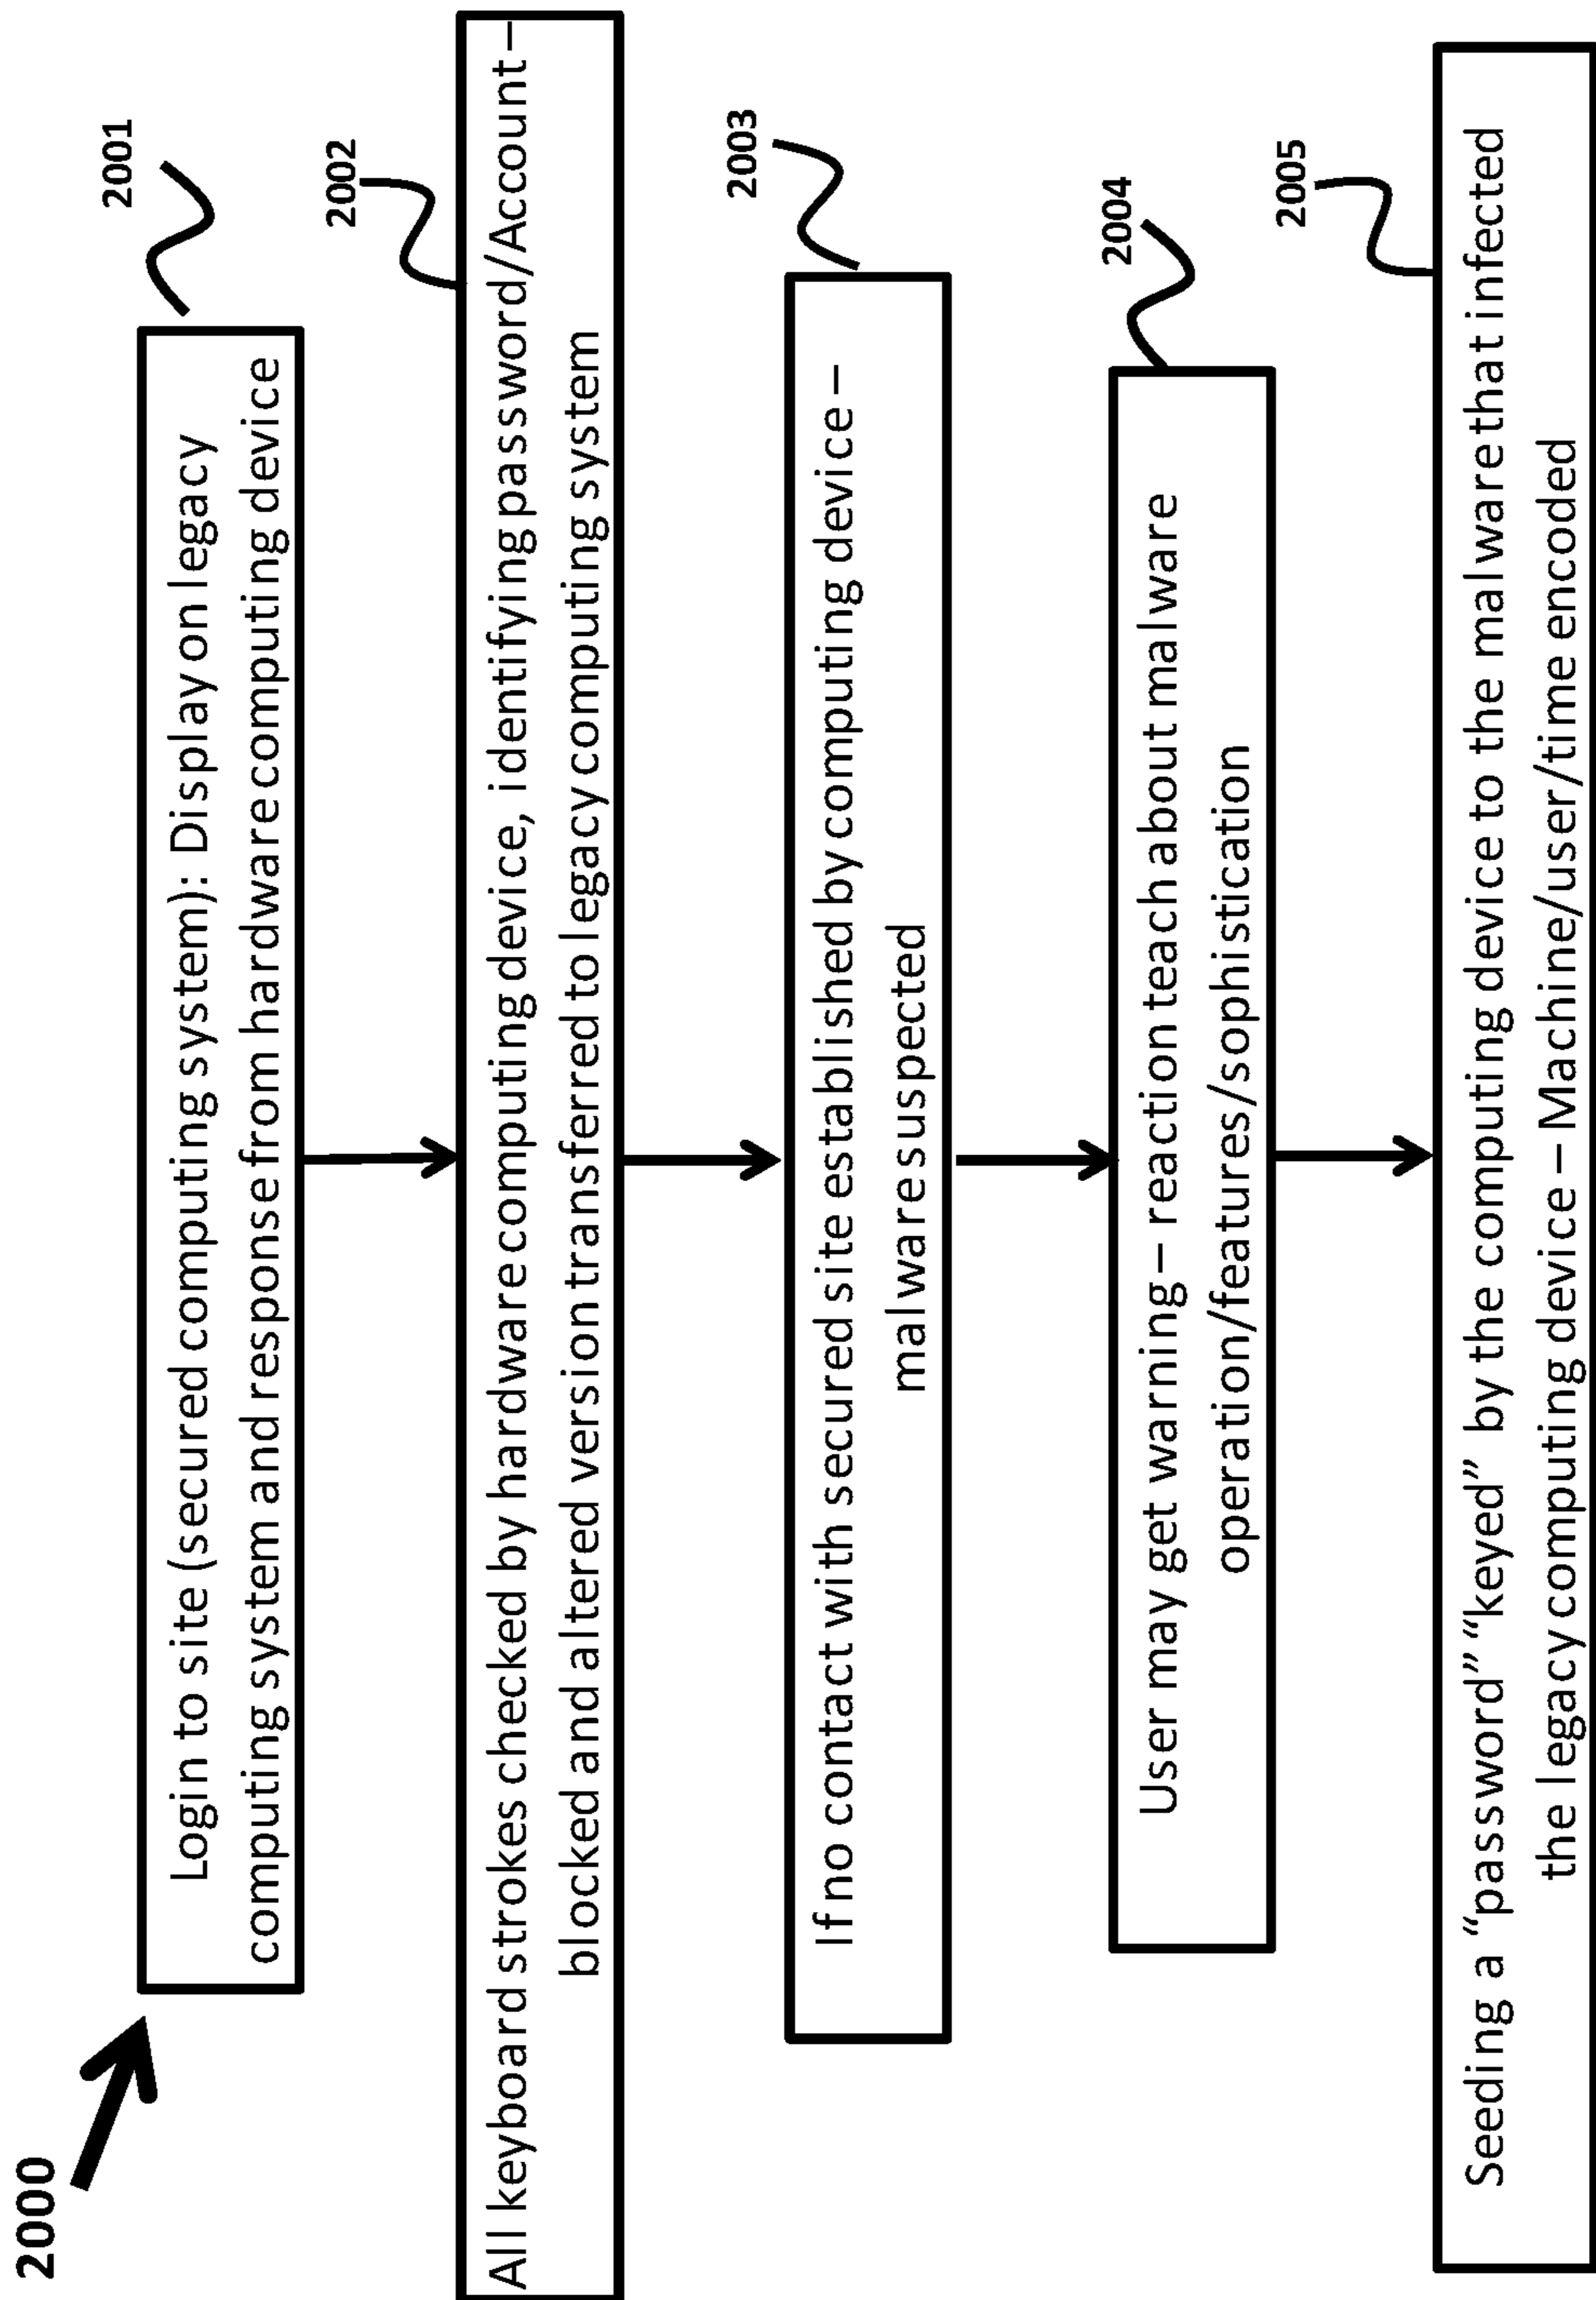 2000
2001
Login to site (secured computing system): Display on legacy
computing system and response from hardware computing device
2002
All keyboard strokes checked by hardware computing device, identifying password/Account –
blocked and altered version transferred to legacy computing system
2003
If no contact with secured site established by computing device –
malware suspected
2004
User may get warning – reaction teach about malware
operation/features/sophistication
2005
Seeding a “password” “keyed” by the computing device to the malware that infected
the legacy computing device – Machine/user/time encoded